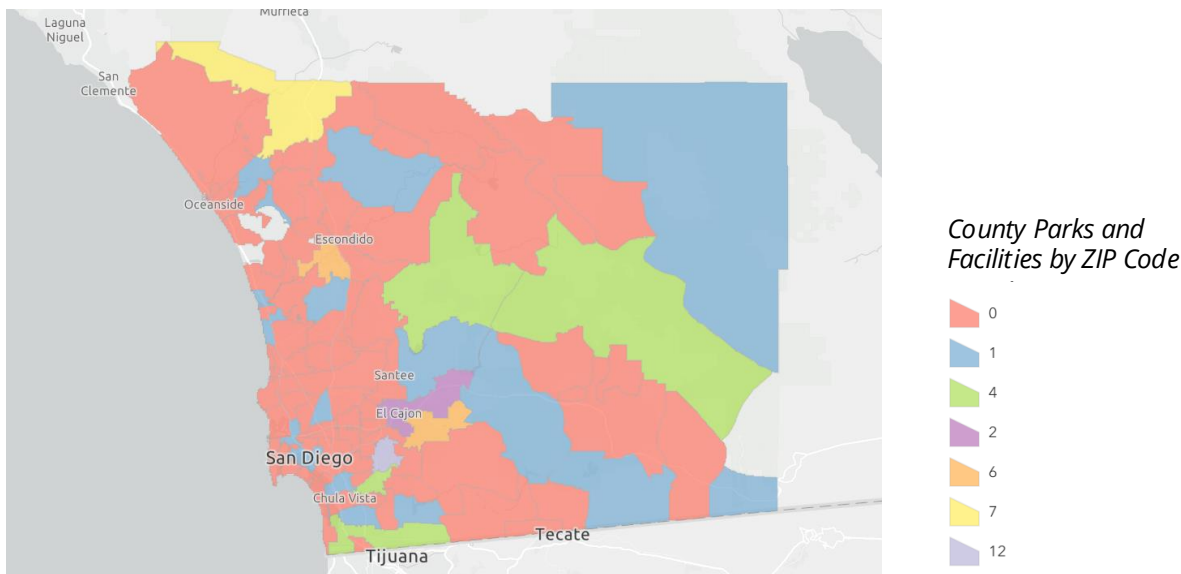 Murrieta
Laguna
Niguel
San
Clemente
Oceanside
Escondido
Santee
El Cajon
San Diego
Chula Vista
Tecate
Tijuana
County Parks and
Facilities by ZIP Code
0
1
4
2
6
7
12